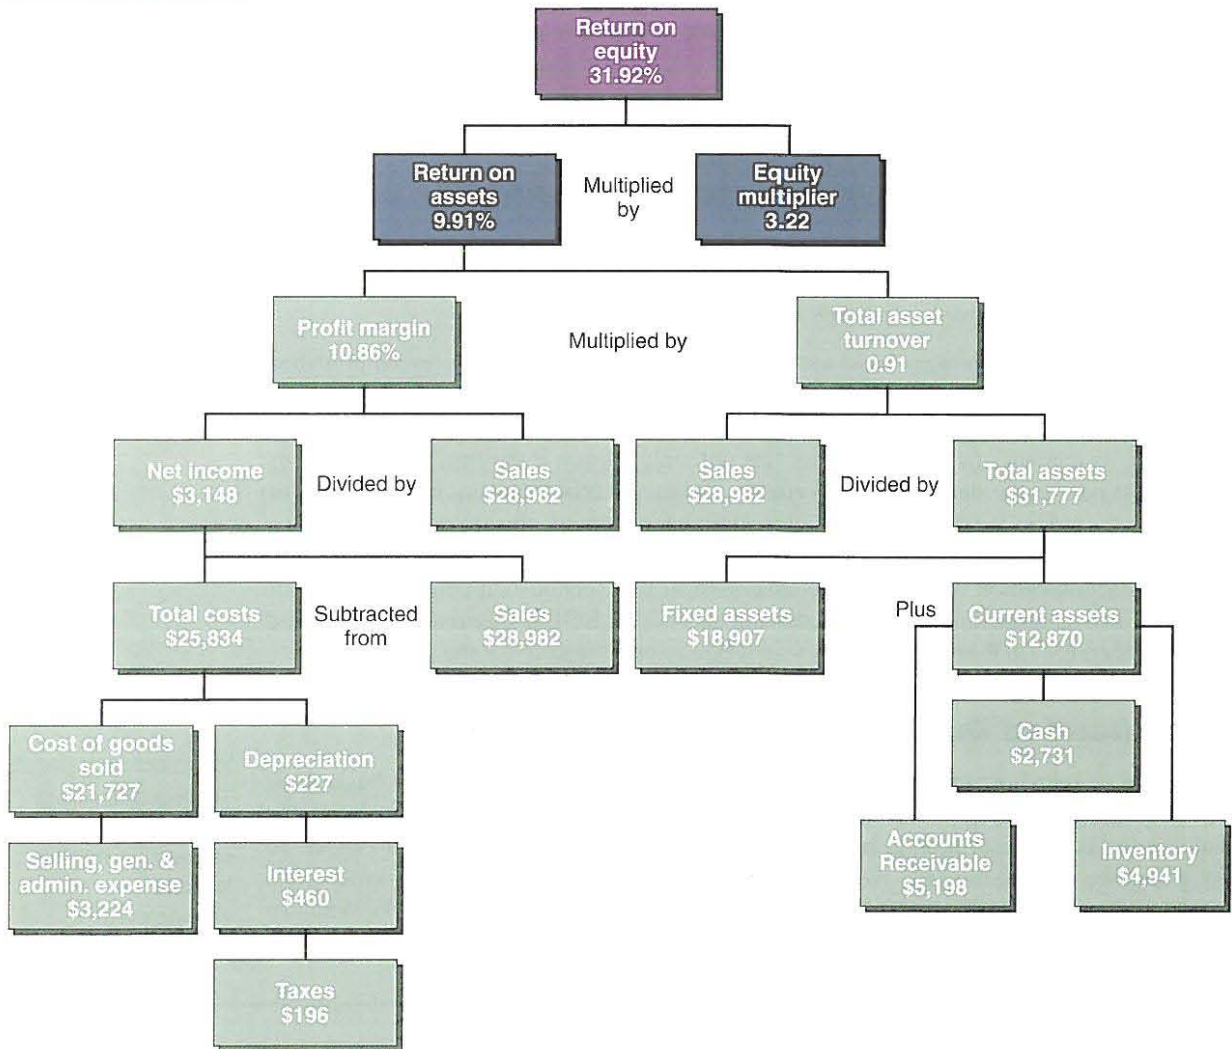 Return on
equity
31.92%
Return on
assets
9.91%
Multiplied
by
Equity
multiplier
3.22
Profit margin
10.86%
Multiplied by
Total asset
turnover
0.91
Net income
$3,148
Divided by
Sales
$28,982
Sales
$28,982
Divided by
Total assets
$31,777
Total costs
$25,834
Subtracted
from
Sales
$28,982
Fixed assets
$18,907
Plus
Current assets
$12,870
Cost of goods
sold
$21,727
Depreciation
$227
Cash
$2,731
Selling, gen. &
admin. expense
$3,224
Interest
$460
Accounts
Receivable
$5,198
Inventory
$4,941
Taxes
$196